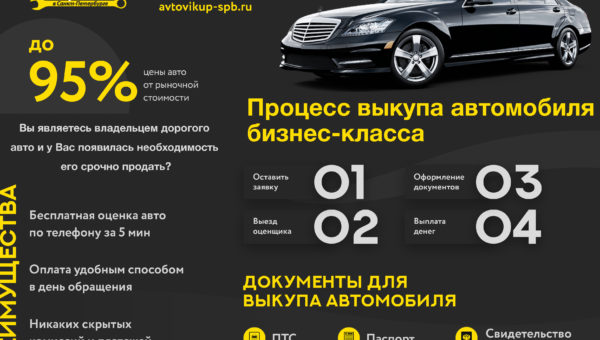 в Санкт-Петербурге
avtovikup-spb.ru
до
95%
цены авто
от рыночной
стоимости
Вы являетесь владельцем дорогого
авто и у Вас появилась необходимость
его срочно продать?
Бесплатная оценка авто
по телефону за 5 мин
Оплата удобным способом
в день обращения
Никаких скрытых
Процесс выкупа автомобиля
бизнес-класса
Оставить
заявку
01
Выезд
оценщика
02
Оформление
документов
03
Выплата
денег
04
ДОКУМЕНТЫ ДЛЯ
ВЫКУПА АВТОМОБИЛЯ
ПТС
Паспорт
Свидетельство